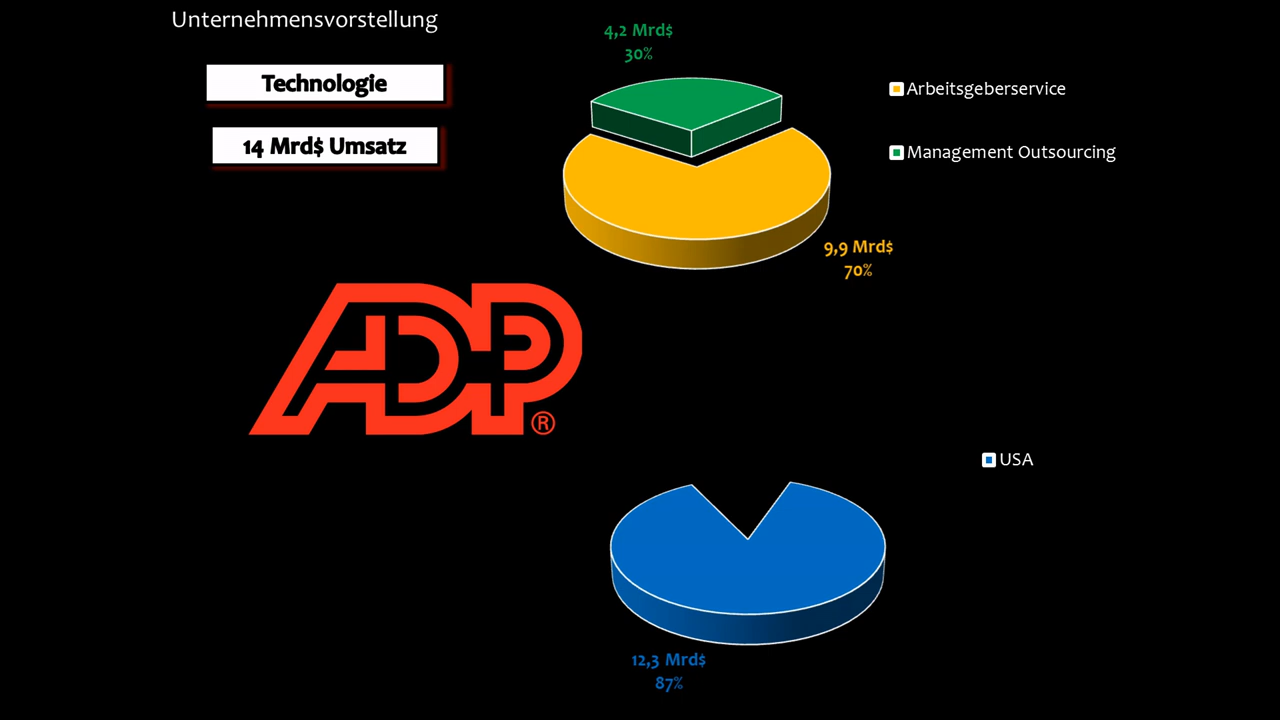 Unternehmensvorstellung
Technologie
14 Mrd$ Umsatz
4,2 Mrd$
30%
Arbeitsgeberservice
Management Outsourcing
9,9 Mrd$
70%
ADP®
USA
12,3 Mrd$
87%